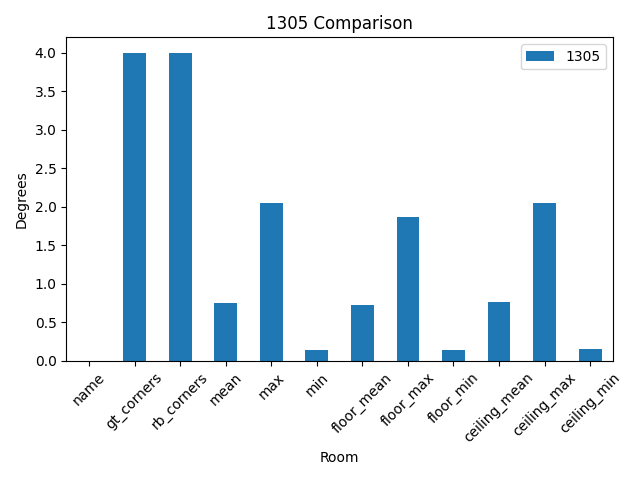 1305 Comparison
1305
Degrees
4.0
3.5
3.0
2.5
2.0
1.5
1.0
0.5
0.0
name
gt_corners
rb_corners
mean
max
min
floor_mean
floor_max
floor_min
ceiling_mean
ceiling_max
ceiling_min
Room